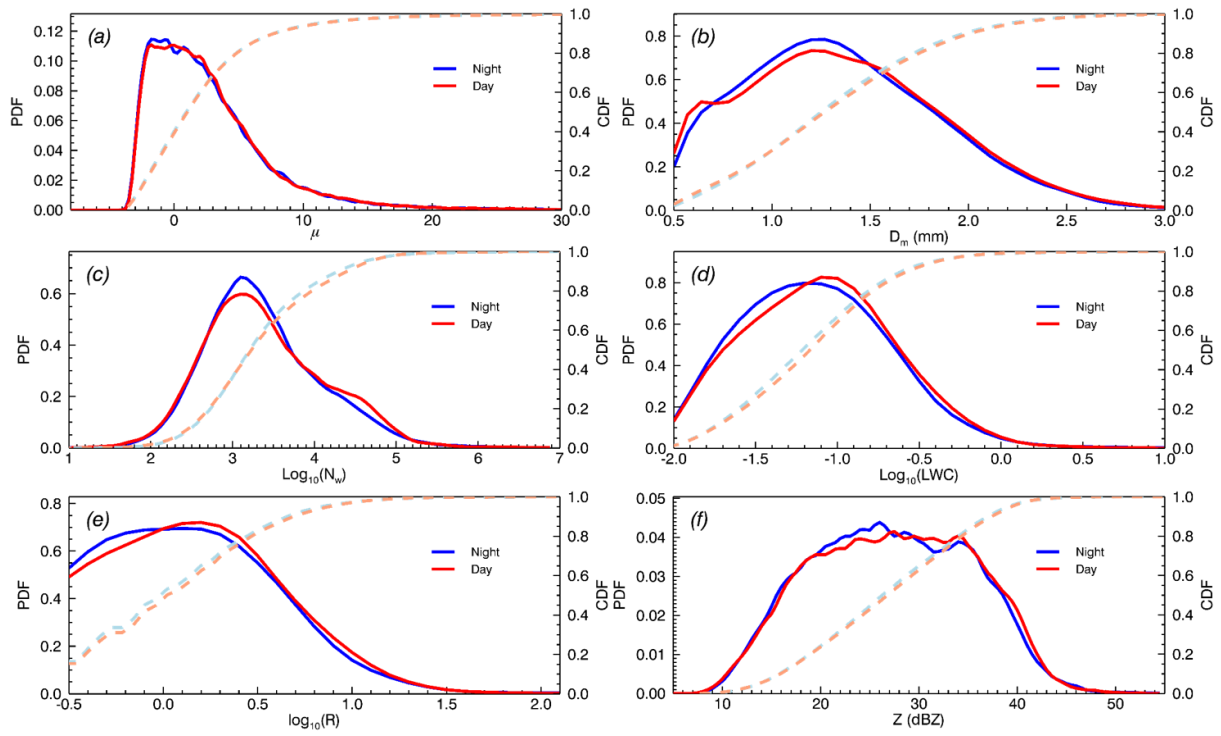 (a)
PDF
0.12
0.10
0.08
0.06
0.04
0.02
0.00
0
10
20
30
μ
1.0
0.8
0.6
0.4
0.2
0.0
CDF
Night
Day
(b)
PDF
0.8
0.6
0.4
0.2
0.0
0.5
1.0
1.5
2.0
2.5
3.0
Dm (mm)
1.0
0.8
0.6
0.4
0.2
0.0
CDF
Night
Day
(c)
PDF
0.6
0.4
0.2
0.0
1
2
3
4
5
6
7
Log10(Nw)
1.0
0.8
0.6
0.4
0.2
0.0
CDF
Night
Day
(d)
PDF
0.8
0.6
0.4
0.2
0.0
-2.0
-1.5
-1.0
-0.5
0.0
0.5
1.0
Log10(LWC)
1.0
0.8
0.6
0.4
0.2
0.0
CDF
Night
Day
(e)
PDF
0.8
0.6
0.4
0.2
0.0
-0.5
0.0
0.5
1.0
1.5
2.0
log10(R)
1.0
0.8
0.6
0.4
0.2
0.0
CDF
Night
Day
(f)
PDF
0.05
0.04
0.03
0.02
0.01
0.00
10
20
30
40
50
Z (dBZ)
1.0
0.8
0.6
0.4
0.2
0.0
CDF
Night
Day